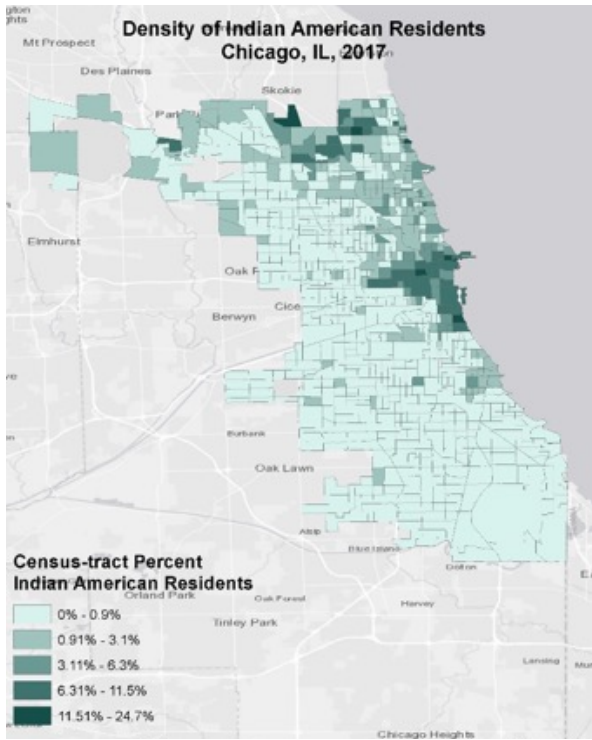 ights
Mt Prospect
Density of Indian American Residents
Chicago, IL, 2017
Des Plaines
Skokie
Park
Elmhurst
Oak P
Cice
Berwyn
Burbank
Oak Lawn
Alsip
Blue Island
Dolton
Census-tract Percent
Indian American Residents
Orland Park
Oak Forest
Harvey
Tinley Park
Lansing
0% - 0.9%
0.91% - 3.1%
3.11% - 6.3%
6.31% - 11.5%
11.51% - 24.7%
Chicago Heights